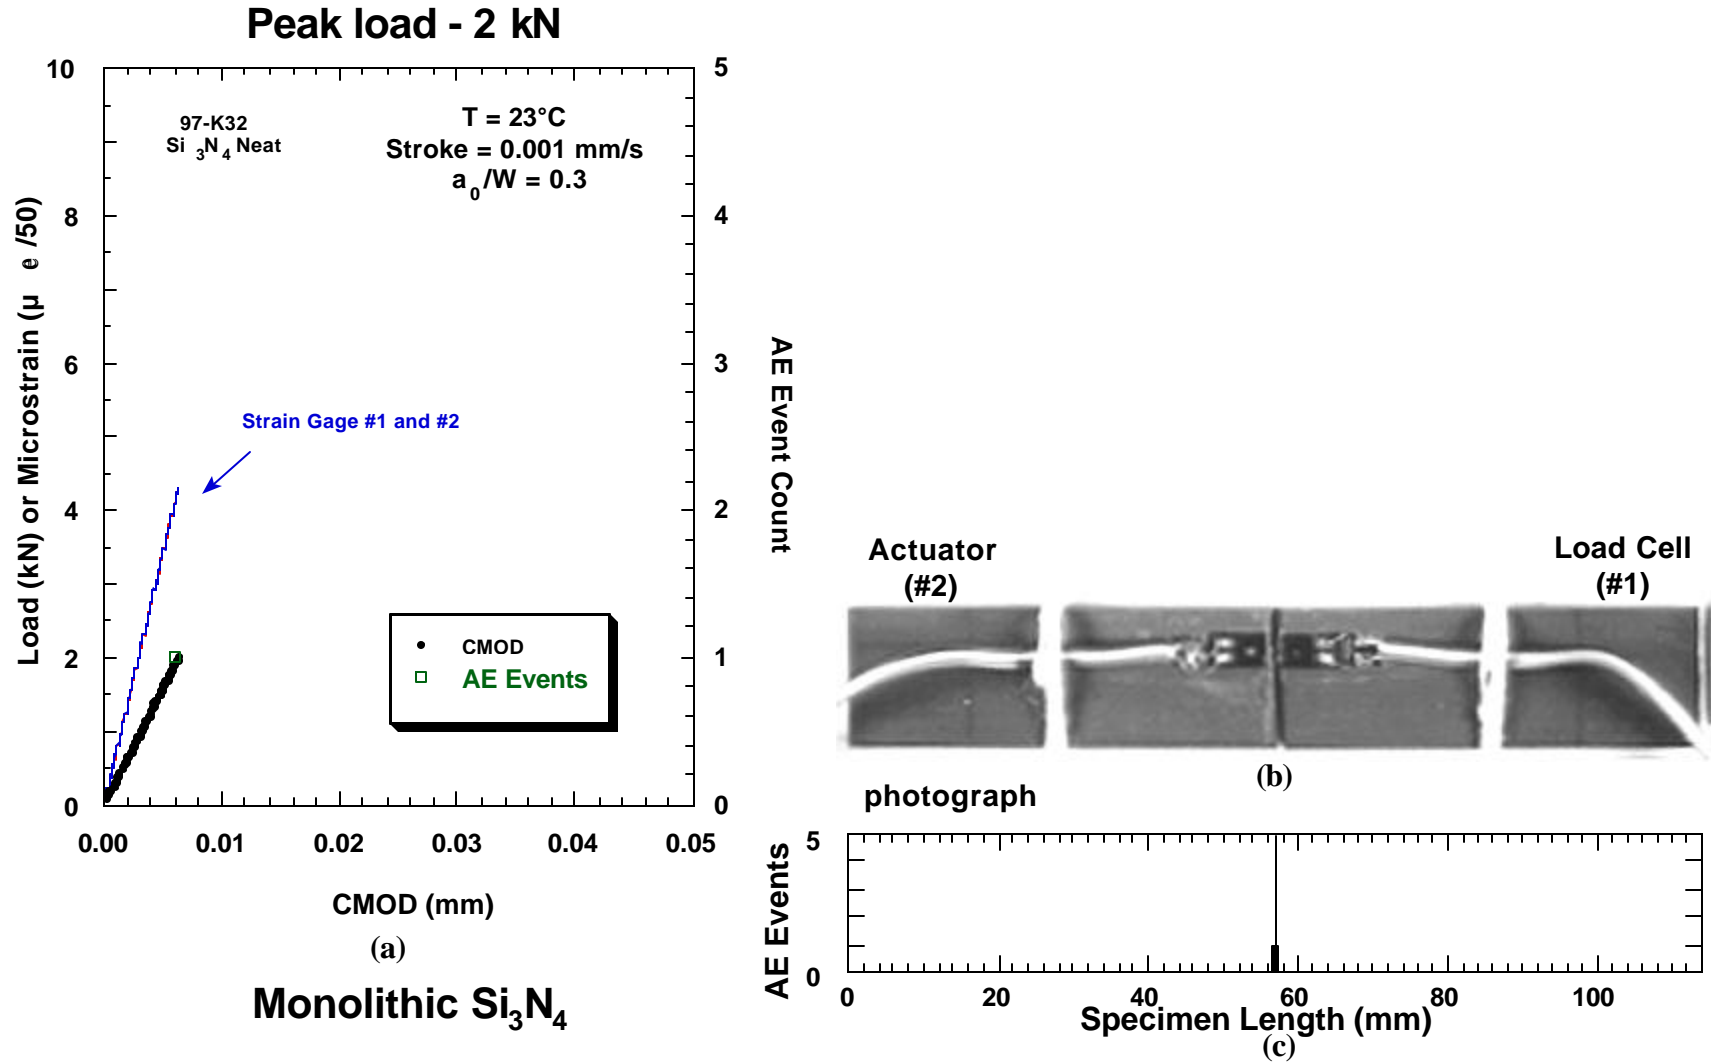 Peak load - 2 kN
10
8
6
4
2
0
Load (kN) or Microstrain (μ e /50)
97-K32
Si 3N4 Neat
T = 23°C
Stroke = 0.001 mm/s
a0/W = 0.3
Strain Gage #1 and #2
CMOD
AE Events
5
4
3
2
1
0
AE Event Count
0.00 0.01 0.02 0.03 0.04 0.05
CMOD (mm)
(a)
Monolithic Si3N4
Actuator
(#2)
Load Cell
(#1)
(b)
photograph
AE Events
5
0
0 20 40 60 80 100
Specimen Length (mm)
(c)